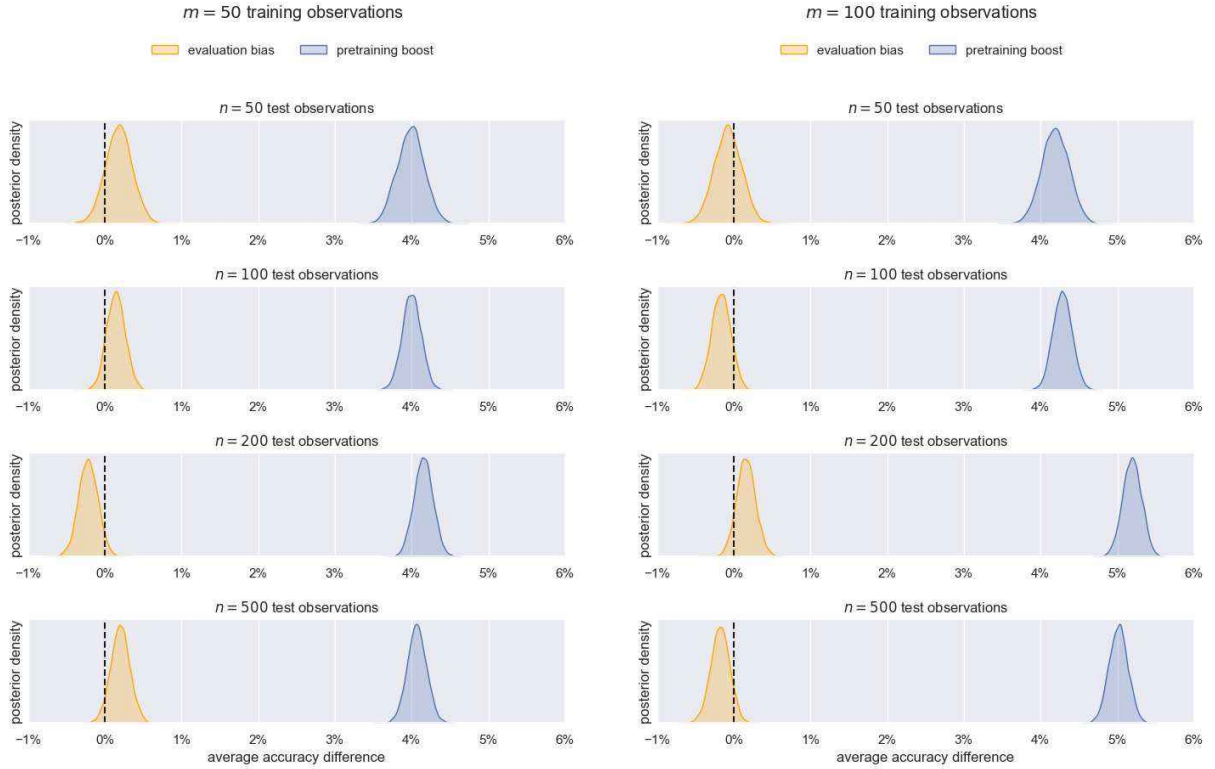 m = 50 training observations
evaluation bias pretraining boost
n = 50 test observations
posterior density
−1% 0% 1% 2% 3% 4% 5% 6%
n = 100 test observations
posterior density
−1% 0% 1% 2% 3% 4% 5% 6%
n = 200 test observations
posterior density
−1% 0% 1% 2% 3% 4% 5% 6%
n = 500 test observations
posterior density
−1% 0% 1% 2% 3% 4% 5% 6%
average accuracy difference
m = 100 training observations
evaluation bias pretraining boost
n = 50 test observations
posterior density
−1% 0% 1% 2% 3% 4% 5% 6%
n = 100 test observations
posterior density
−1% 0% 1% 2% 3% 4% 5% 6%
n = 200 test observations
posterior density
−1% 0% 1% 2% 3% 4% 5% 6%
n = 500 test observations
posterior density
−1% 0% 1% 2% 3% 4% 5% 6%
average accuracy difference